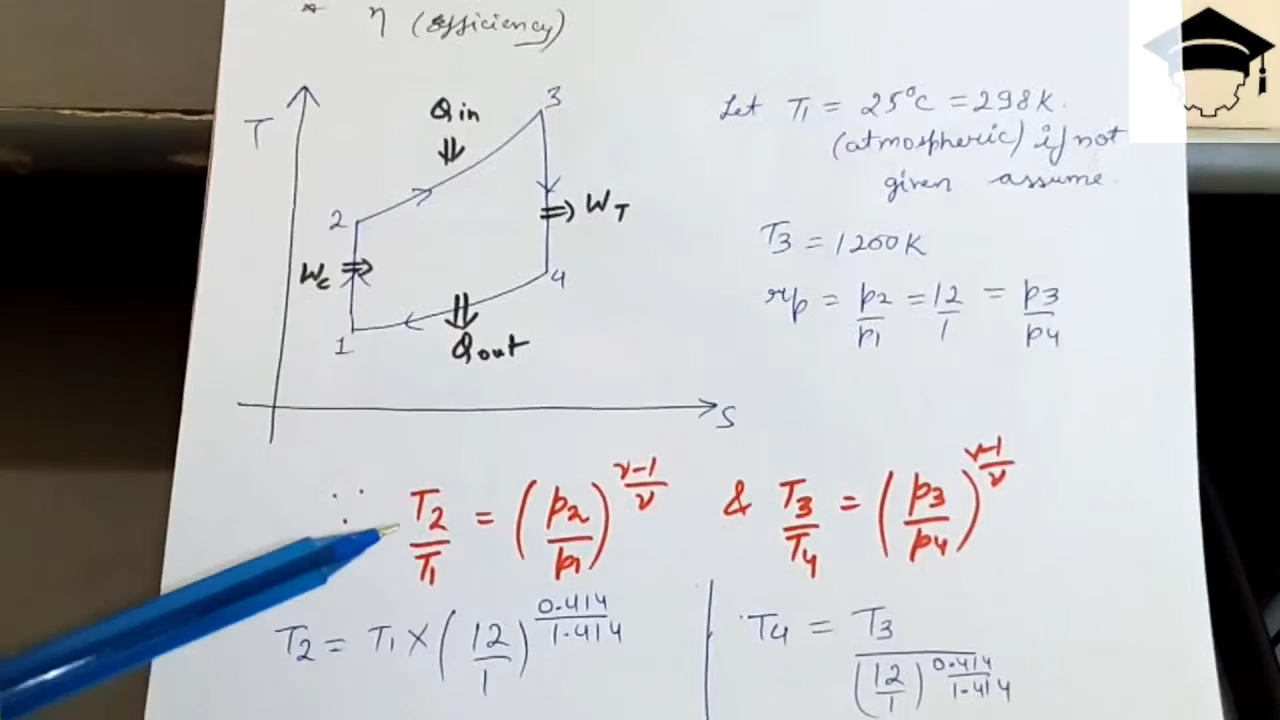 * η (efficiency)
T
Qin
3
2
WT
Wc
4
1
Qout
S
Let T1 = 25°C = 298K.
(atmospheric) if not
given assume.
T3 = 1200K
rp = p2/p1 = 12/1 = p3/p4
∵ T2/T1 = (p2/p1)^(γ-1)/γ & T3/T4 = (p3/p4)^(γ-1)/γ
T2 = T1 × (12/1)^0.414/1.414
T4 = T3/(12/1)^0.414/1.414